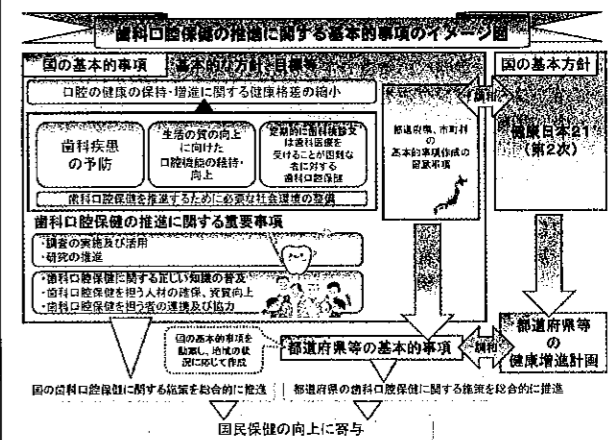 歯科口腔保健の推進に関する基本的事項のイメージ図
国の基本的事項
基本的な方針・目標等
口腔の健康の保持・増進に関する健康格差の縮小
歯科疾患
の予防
生活の質の向上
に向けた
口腔機能の維持・
向上
定期的に歯科検診又
は歯科医療を
受けることが困難な
者に対する
歯科口腔保健
歯科口腔保健を推進するために必要な社会環境の整備
都道府県、市町村の
基本的事項作成の
留意事項
調和
国の基本方針
健康日本21
(第2次)
歯科口腔保健の推進に関する重要事項
・調査の実施及び活用
・研究の推進
・歯科口腔保健に関する正しい知識の普及
・歯科口腔保健を担う人材の確保、資質向上
・歯科口腔保健を担う者の連携及び協力
国の基本的事項を
勘案し、地域の状
況に応じて作成
都道府県等の基本的事項
調和
都道府県等
の
健康増進計画
国の歯科口腔保健に関する施策を総合的に推進
都道府県の歯科口腔保健に関する施策を総合的に推進
国民保健の向上に寄与